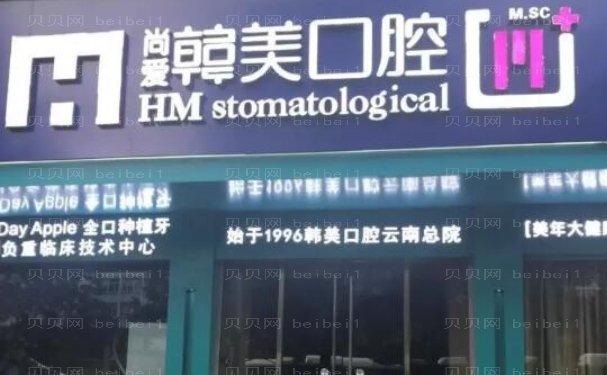 尚爱韩美口腔
HM stomatological
M.SC
Day Apple 全口种植牙
负重临床技术中心
始于1996韩美口腔云南总院
[美年大健康
贝贝网 beibei1